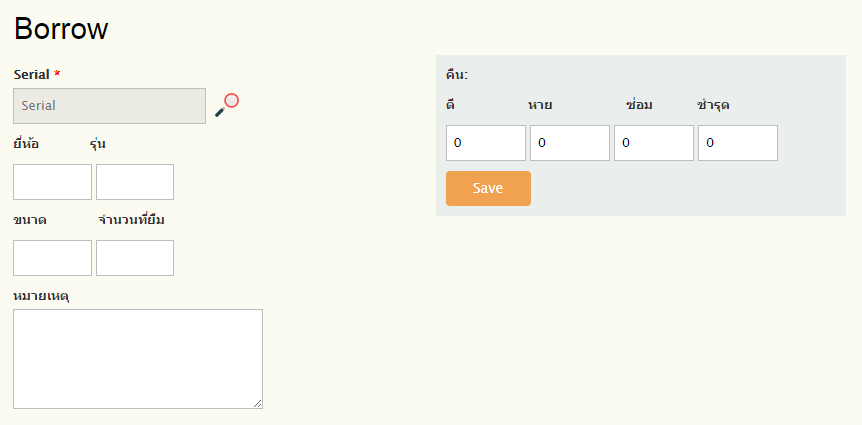 Borrow
Serial *
Serial
ยี่ห้อ รุ่น
ขนาด จำนวนที่ยืม
หมายเหตุ
คืน:
ดี หาย ซ่อม ชำรุด
0 0 0 0
Save